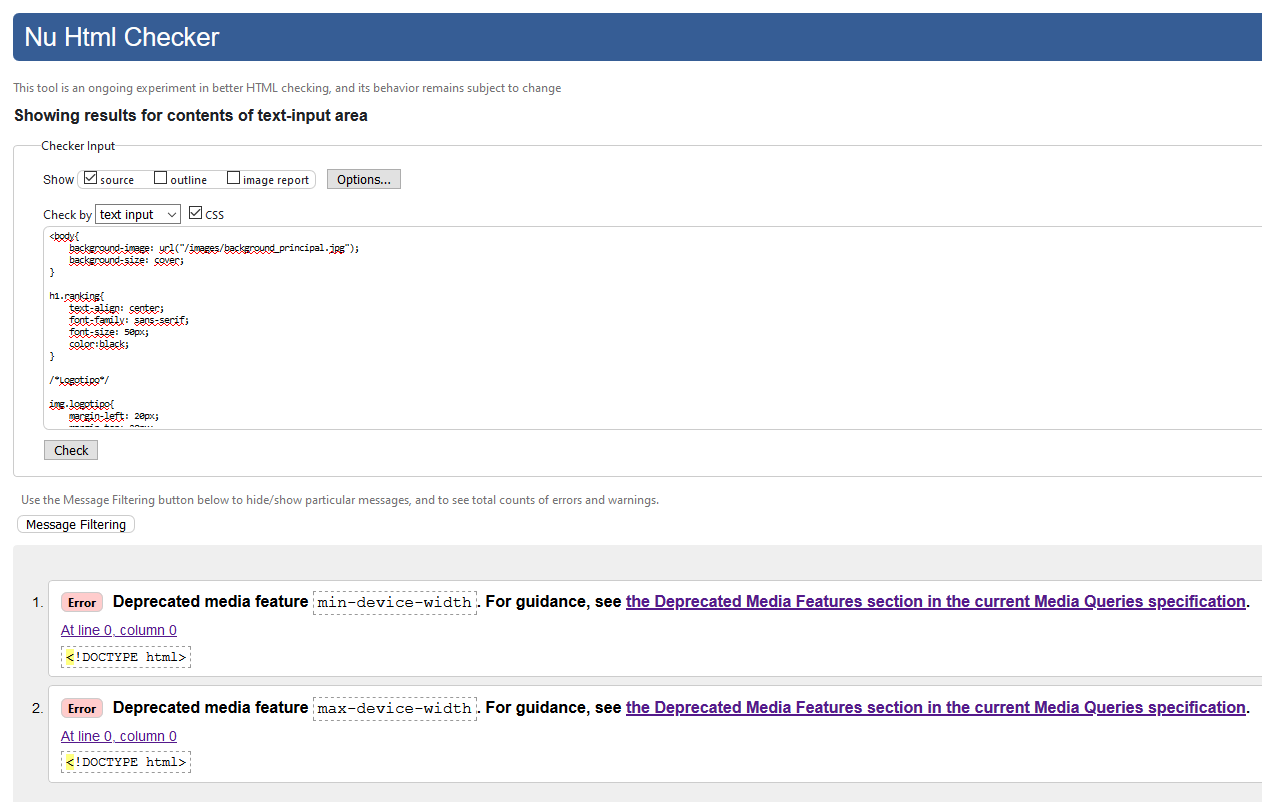 Nu Html Checker
This tool is an ongoing experiment in better HTML checking, and its behavior remains subject to change
Showing results for contents of text-input area
Checker Input
Show source outline image report Options...
Check by text input CSS
<body{
background-image: url("/images/background_principal.jpg");
background-size: cover;
}
h1.ranking{
text-align: center;
font-family: sans-serif;
font-size: 50px;
color:black;
}
/*Logotipo*/
img.logotipo{
margin-left: 20px;
Check
Use the Message Filtering button below to hide/show particular messages, and to see total counts of errors and warnings.
Message Filtering
1. Error Deprecated media feature min-device-width. For guidance, see the Deprecated Media Features section in the current Media Queries specification.
At line 0, column 0
<!DOCTYPE html>
2. Error Deprecated media feature max-device-width. For guidance, see the Deprecated Media Features section in the current Media Queries specification.
At line 0, column 0
<!DOCTYPE html>